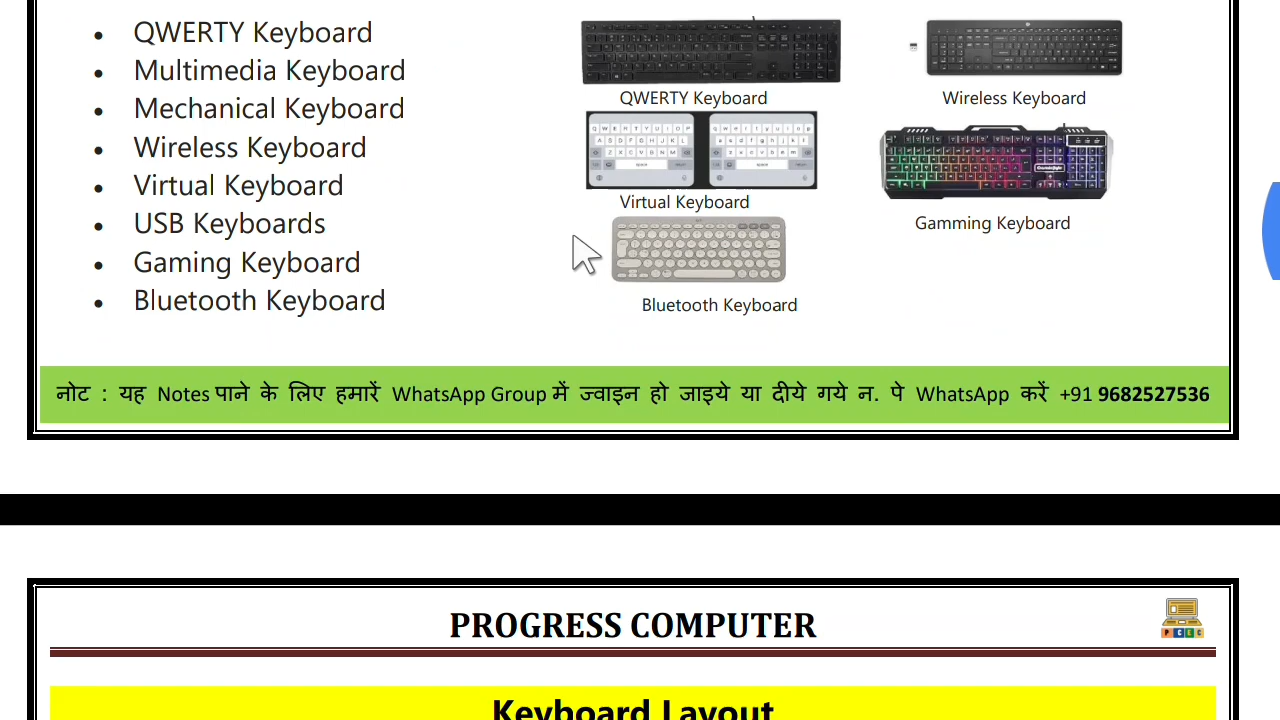 • QWERTY Keyboard
• Multimedia Keyboard
• Mechanical Keyboard
• Wireless Keyboard
• Virtual Keyboard
• USB Keyboards
• Gaming Keyboard
• Bluetooth Keyboard
QWERTY Keyboard
Wireless Keyboard
Virtual Keyboard
Gamming Keyboard
Bluetooth Keyboard
नोट : यह Notes पाने के लिए हमारें WhatsApp Group में ज्वाइन हो जाइये या दीये गये न. पे WhatsApp करें +91 9682527536
PROGRESS COMPUTER
P C E C
Keyboard Layout